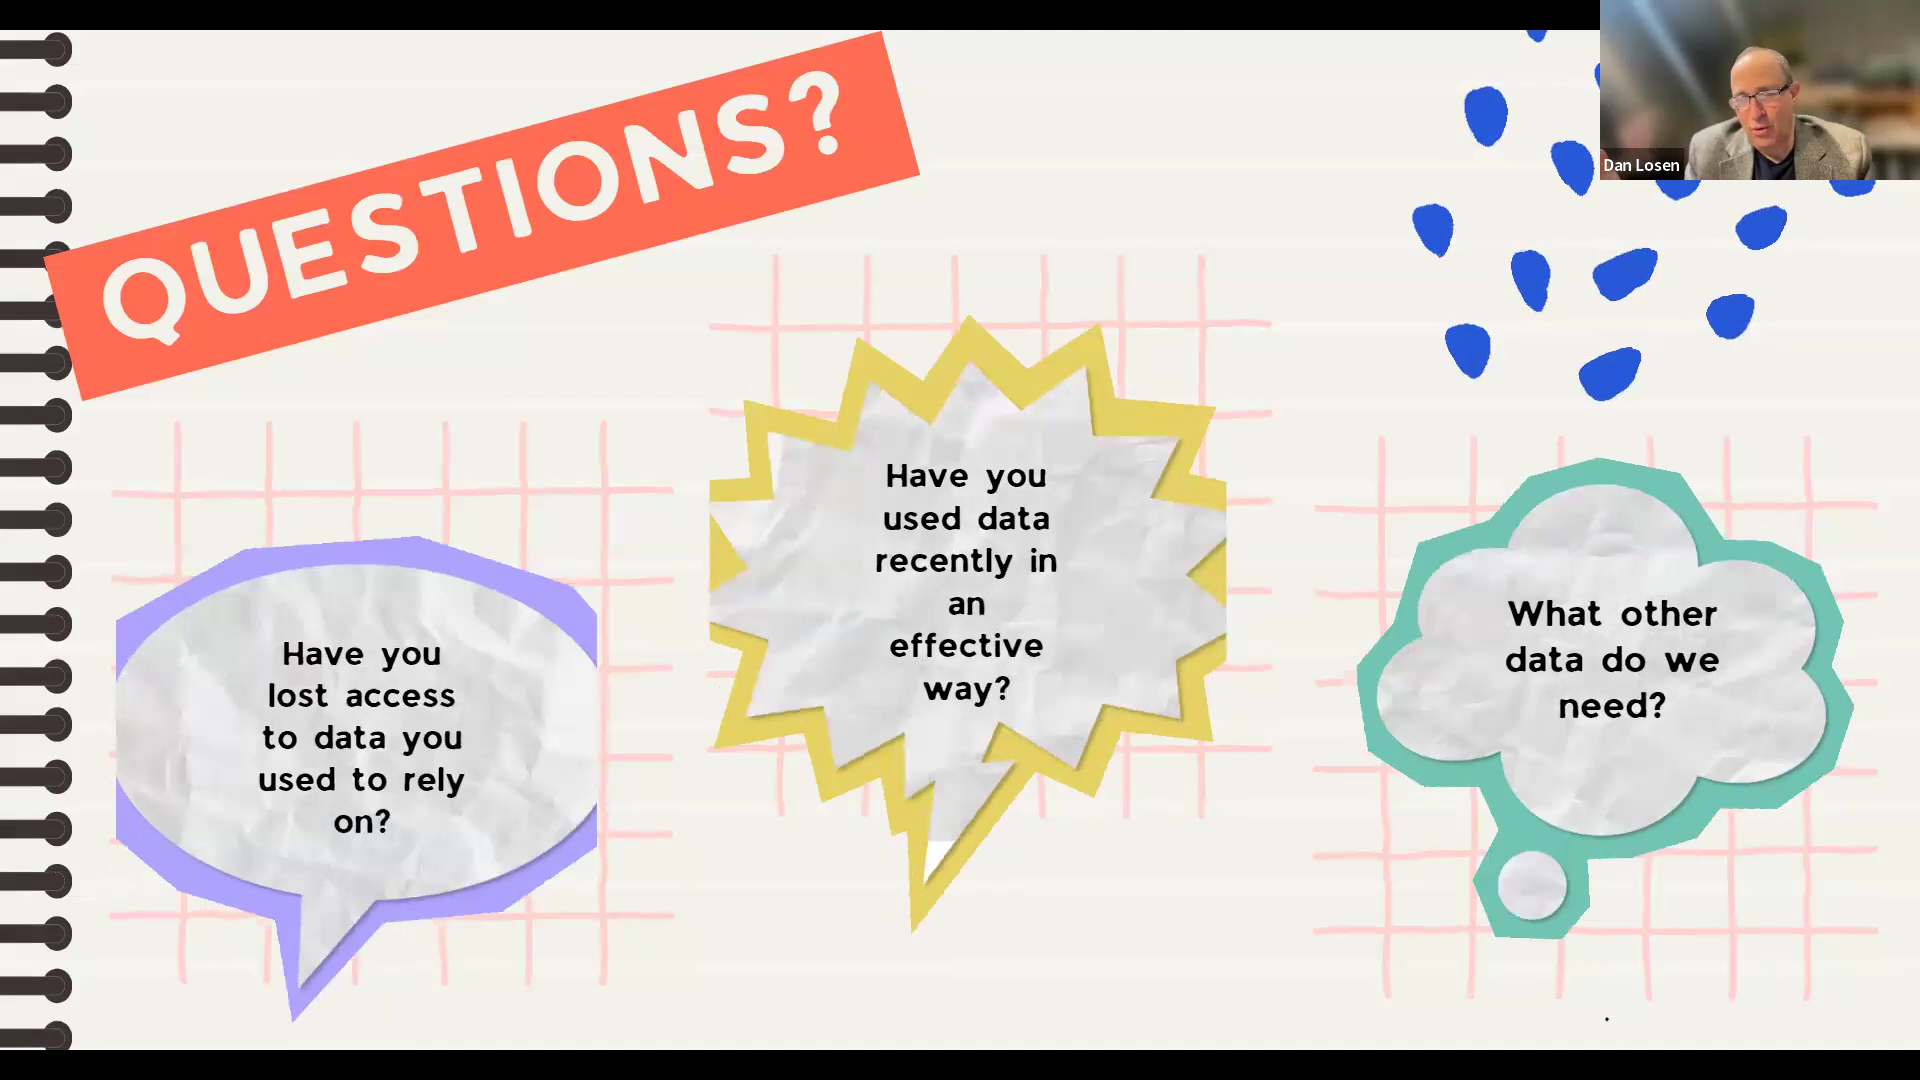 QUESTIONS?
Dan Losen
Have you
lost access
to data you
used to rely
on?
Have you
used data
recently in
an
effective
way?
What other
data do we
need?